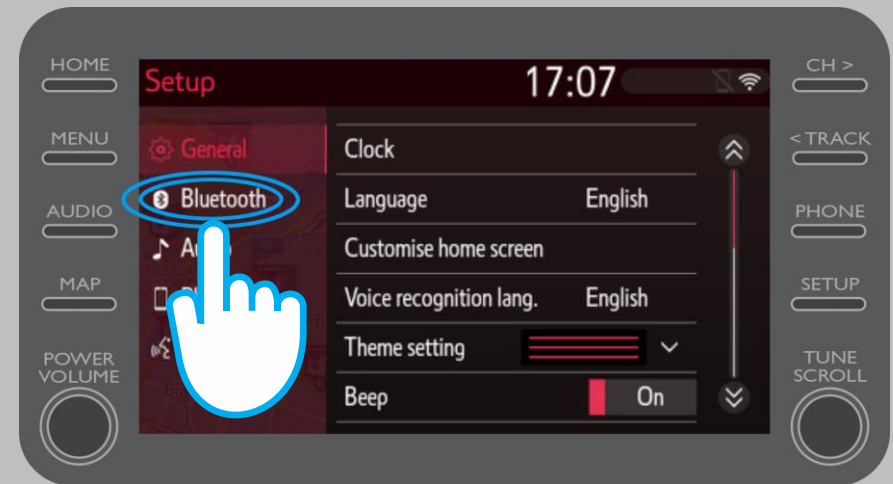 HOME
MENU
AUDIO
MAP
POWER
VOLUME
Setup 17:07
General
Bluetooth
Clock
Language English
Customise home screen
Voice recognition lang. English
Theme setting
Beep On
CH >
< TRACK
PHONE
SETUP
TUNE
SCROLL